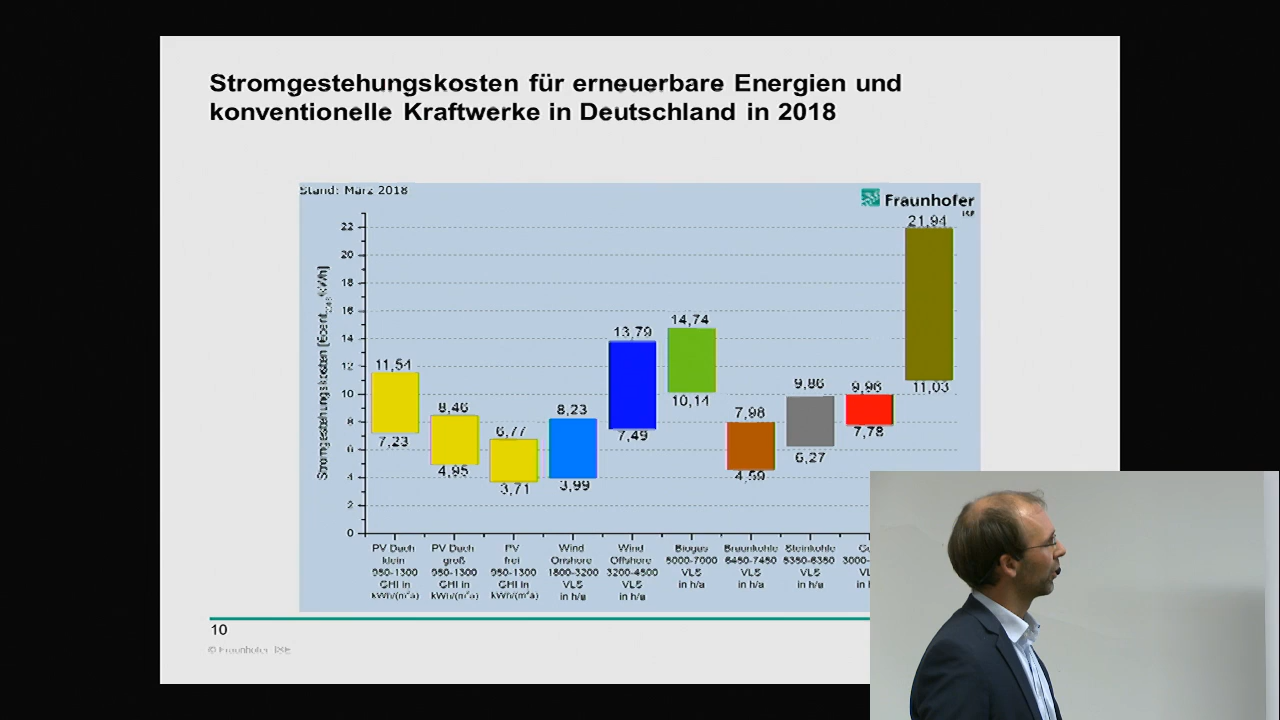 Stromgestehungskosten für erneuerbare Energien und
konventionelle Kraftwerke in Deutschland in 2018
Stand: März 2018
Fraunhofer
ISE
Stromgestehungskosten
22
20
18
16
14
12
10
8
6
4
2
0
11,54
7,23
8,46
4,95
6,77
3,71
8,23
3,99
13,79
7,49
14,74
10,14
7,98
4,59
9,86
6,27
9,96
7,78
21,94
11,03
PV Dach
klein
950-1300
GHI in
kWh/(m²a)
PV Dach
groß
950-1300
GHI in
kWh/(m²a)
PV
frei
950-1300
GHI in
kWh/(m²a)
Wind
Onshore
1800-3200
VLS
in h/a
Wind
Offshore
3200-4500
VLS
in h/a
Biogas
5000-7000
VLS
in h/a
Braunkohle
6450-7450
VLS
in h/a
Steinkohle
5350-6350
VLS
in h/a
3000-
VLS
10
© Fraunhofer ISE